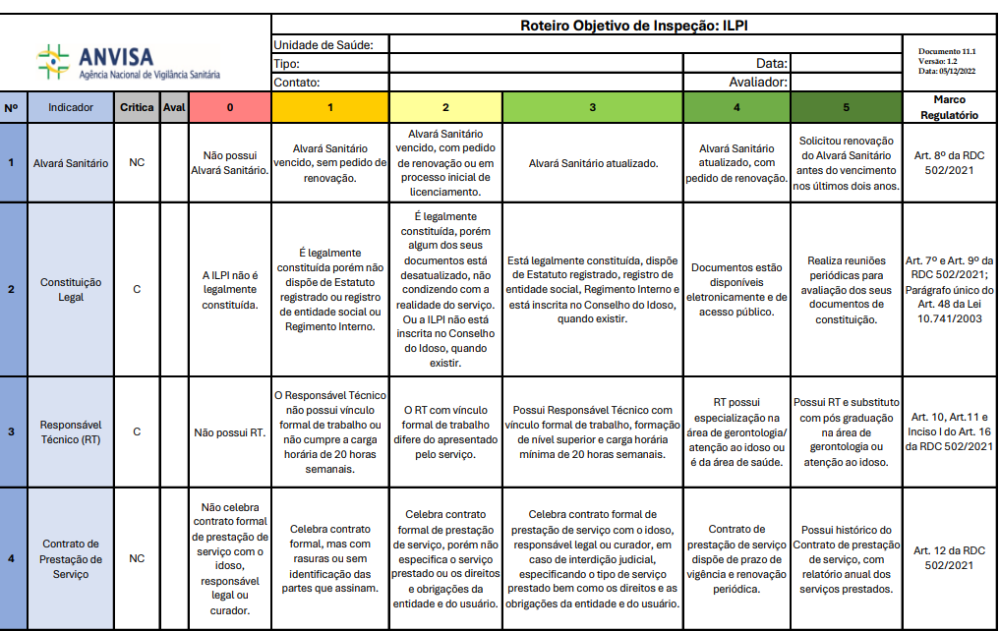 Roteiro Objetivo de Inspeção: ILPI
ANVISA
Agência Nacional de Vigilância Sanitária
Unidade de Saúde:
Tipo:
Data:
Contato:
Avaliador:
Documento 11.1
Versão: 1.2
Data: 05/12/2022
Nº
Indicador
Critica
Aval
0
1
2
3
4
5
Marco
Regulatório
1
Alvará Sanitário
NC
Não possui
Alvará Sanitário.
Alvará Sanitário
vencido, sem pedido de
renovação.
Alvará Sanitário
vencido, com pedido
de renovação ou em
processo inicial de
licenciamento.
Alvará Sanitário atualizado.
Alvará Sanitário
atualizado, com
pedido de renovação.
Solicitou renovação
do Alvará Sanitário
antes do vencimento
nos últimos dois anos.
Art. 8º da RDC
502/2021
2
Constituição
Legal
C
A ILPI não é
legalmente
constituída.
É legalmente
constituída porém não
dispõe de Estatuto
registrado ou registro
de entidade social ou
Regimento Interno.
É legalmente
constituída, porém
algum dos seus
documentos está
desatualizado, não
condizendo com a
realidade do serviço.
Ou a ILPI não está
inscrita no Conselho
do Idoso, quando
existir.
Está legalmente constituída, dispõe
de Estatuto registrado, registro de
entidade social, Regimento Interno e
está inscrita no Conselho do Idoso,
quando existir.
Documentos estão
disponíveis
eletronicamente e de
acesso público.
Realiza reuniões
periódicas para
avaliação dos seus
documentos de
constituição.
Art. 7º e Art. 9º da
RDC 502/2021;
Parágrafo único do
Art. 48 da Lei
10.741/2003
3
Responsável
Técnico (RT)
C
Não possui RT.
O Responsável Técnico
não possui vínculo
formal de trabalho ou
não cumpre a carga
horária de 20 horas
semanais.
O RT com vínculo
formal de trabalho
difere do apresentado
pelo serviço.
Possui Responsável Técnico com
vínculo formal de trabalho, formação
de nível superior e carga horária
mínima de 20 horas semanais.
RT possui
especialização na
área de gerontologia/
atenção ao idoso ou
é da área de saúde.
Possui RT e substituto
com pós graduação
na área de
gerontologia ou
atenção ao idoso.
Art. 10, Art.11 e
Inciso I do Art. 16
da RDC 502/2021
4
Contrato de
Prestação de
Serviço
NC
Não celebra
contrato formal
de prestação de
serviço com o
idoso,
responsável
legal ou
curador.
Celebra contrato
formal, mas com
rasuras ou sem
identificação das
partes que assinam.
Celebra contrato
formal de prestação
de serviço, porém não
especifica o serviço
prestado ou os direitos
e obrigações da
entidade e do usuário.
Celebra contrato formal de
prestação de serviço com o idoso,
responsável legal ou curador, em
caso de interdição judicial,
especificando o tipo de serviço
prestado bem como os direitos e as
obrigações da entidade e do usuário.
Contrato de
prestação de serviço
dispõe de prazo de
vigência e renovação
periódica.
Possui histórico do
Contrato de prestação
de serviço, com
relatório anual dos
serviços prestados.
Art. 12 da RDC
502/2021